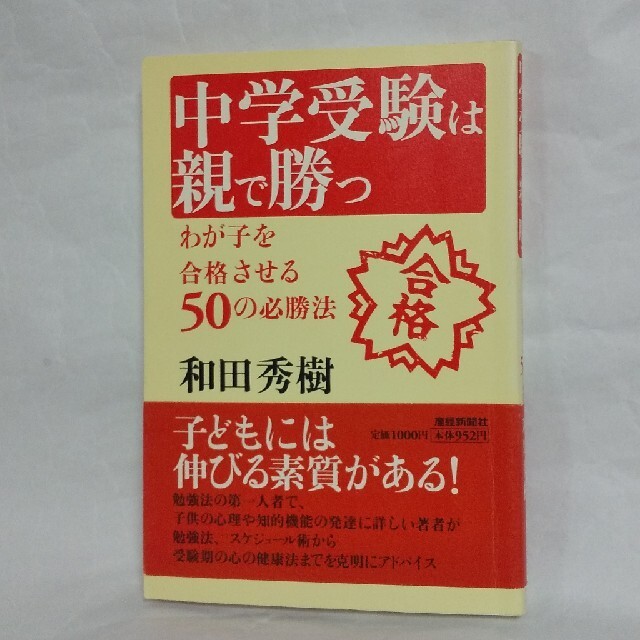 中学受験は
親で勝つ
わが子を
合格させる
50の必勝法
合格
和田秀樹
産経新聞社
定価1000円 本体952円
子どもには
伸びる素質がある!
勉強法の第一人者で、
子供の心理や知的機能の発達に詳しい著者が
勉強法、スケジュール術から
受験期の心の健康法までを克明にアドバイス